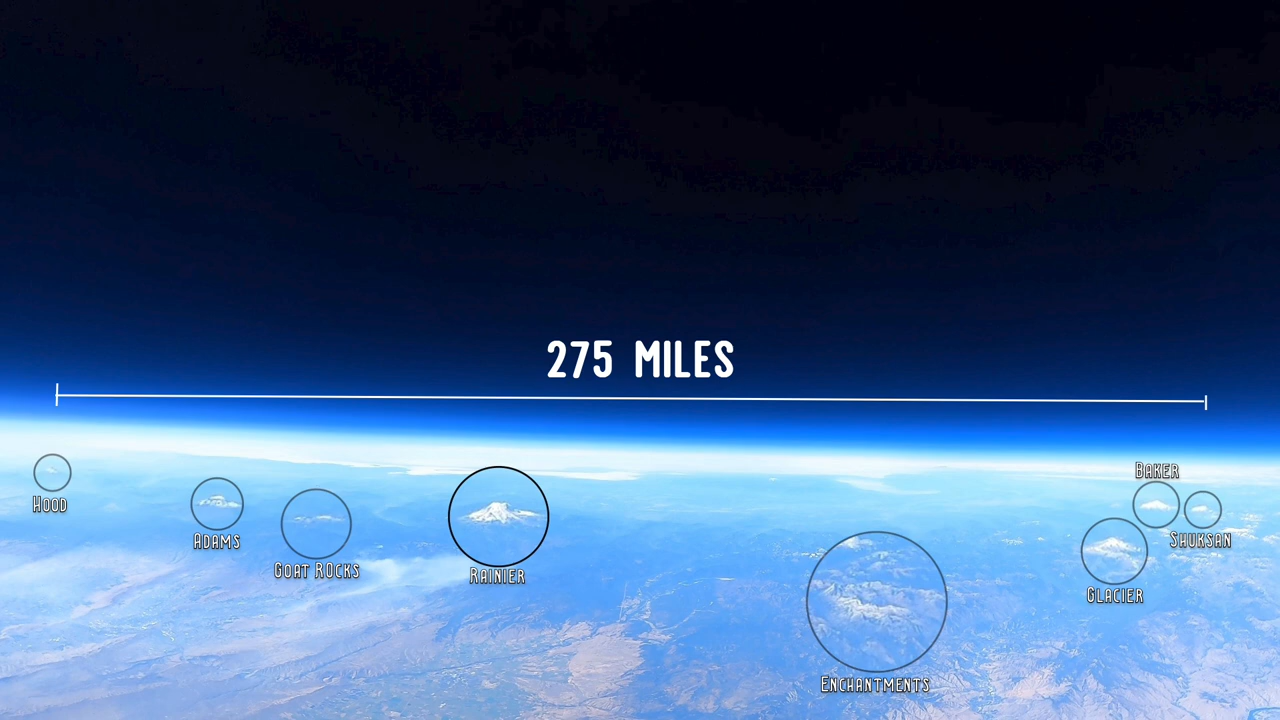 275 MILES
HOOD
ADAMS
GOAT ROCKS
RAINIER
ENCHANTMENTS
BAKER
SHUKSAN
GLACIER